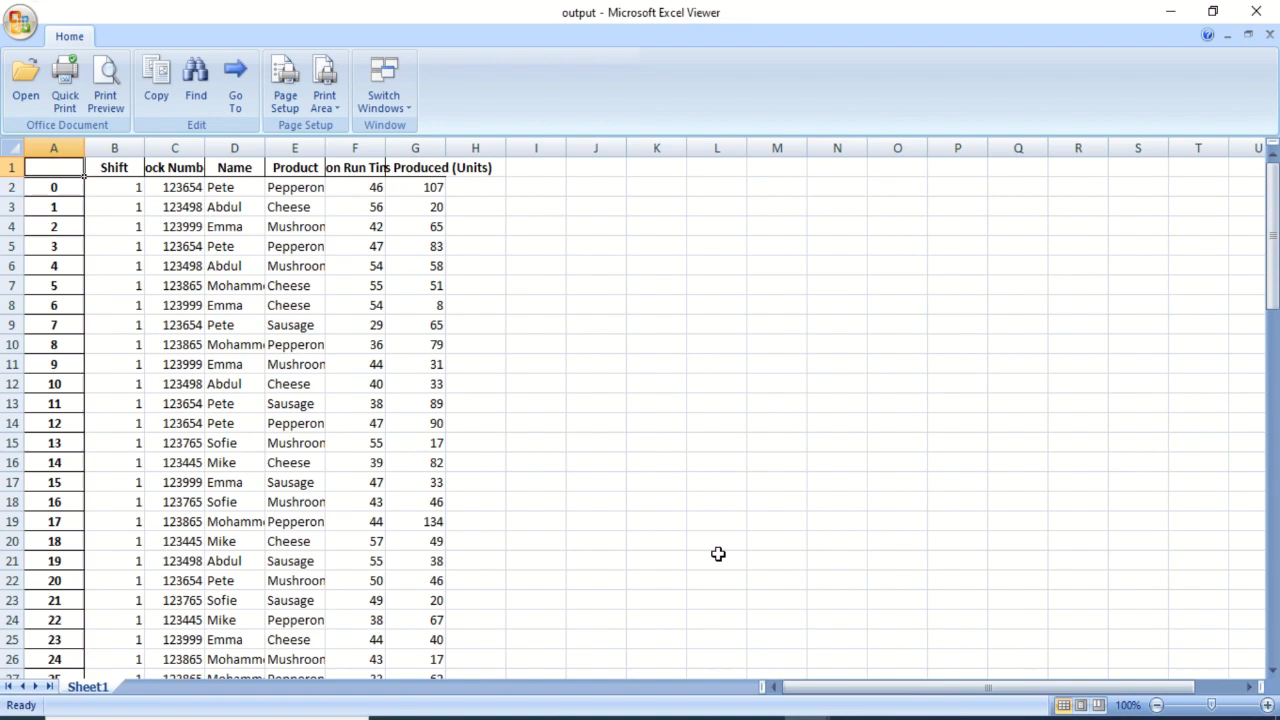 output - Microsoft Excel Viewer
Home
Open Quick Print Print Preview Copy Find Go To Page Setup Print Area Switch Windows
Office Document Edit Page Setup Window
A B C D E F G H I J K L M N O P Q R S T U
1 Shift ock Numb Name Product on Run Tim s Produced (Units)
2 0 1 123654 Pete Pepperon 46 107
3 1 1 123498 Abdul Cheese 56 20
4 2 1 123999 Emma Mushroon 42 65
5 3 1 123654 Pete Pepperon 47 83
6 4 1 123498 Abdul Mushroon 54 58
7 5 1 123865 Mohamm Cheese 55 51
8 6 1 123999 Emma Cheese 54 8
9 7 1 123654 Pete Sausage 29 65
10 8 1 123865 Mohamm Pepperon 36 79
11 9 1 123999 Emma Mushroon 44 31
12 10 1 123498 Abdul Cheese 40 33
13 11 1 123654 Pete Sausage 38 89
14 12 1 123654 Pete Pepperon 47 90
15 13 1 123765 Sofie Mushroon 55 17
16 14 1 123445 Mike Cheese 39 82
17 15 1 123999 Emma Sausage 47 33
18 16 1 123765 Sofie Mushroon 43 46
19 17 1 123865 Mohamm Pepperon 44 134
20 18 1 123445 Mike Cheese 57 49
21 19 1 123498 Abdul Sausage 55 38
22 20 1 123654 Pete Mushroon 50 46
23 21 1 123765 Sofie Sausage 49 20
24 22 1 123445 Mike Pepperon 38 67
25 23 1 123999 Emma Cheese 44 40
26 24 1 123865 Mohamm Mushroon 43 17
Sheet1
Ready 100%